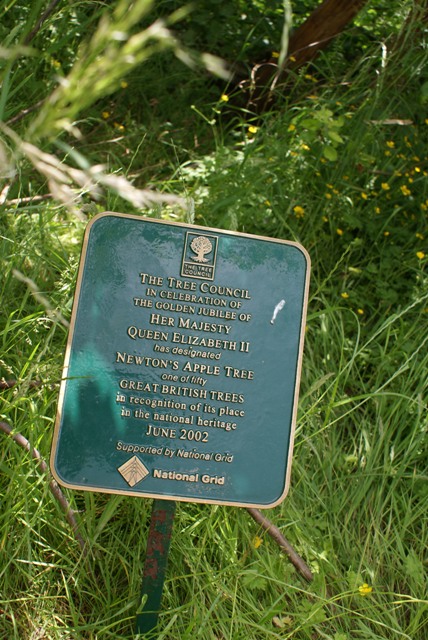 THE TREE
COUNCIL
THE TREE COUNCIL
IN CELEBRATION OF
THE GOLDEN JUBILEE OF
HER MAJESTY
QUEEN ELIZABETH II
has designated
NEWTON'S APPLE TREE
one of fifty
GREAT BRITISH TREES
in recognition of its place
in the national heritage
JUNE 2002
Supported by National Grid
National Grid